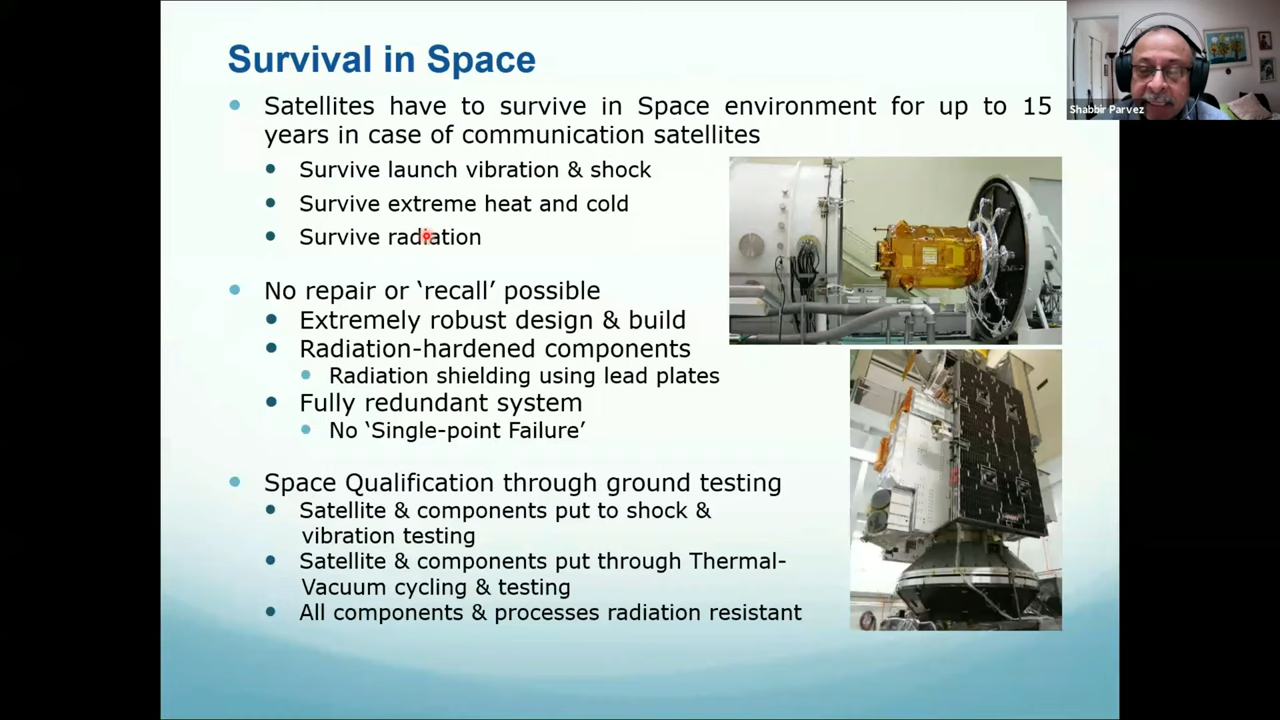 Survival in Space
Satellites have to survive in Space environment for up to 15
years in case of communication satellites
Survive launch vibration & shock
Survive extreme heat and cold
Survive radiation
No repair or ‘recall’ possible
Extremely robust design & build
Radiation-hardened components
Radiation shielding using lead plates
Fully redundant system
No ‘Single-point Failure’
Space Qualification through ground testing
Satellite & components put to shock &
vibration testing
Satellite & components put through Thermal-
Vacuum cycling & testing
All components & processes radiation resistant
Shabbir Parvez